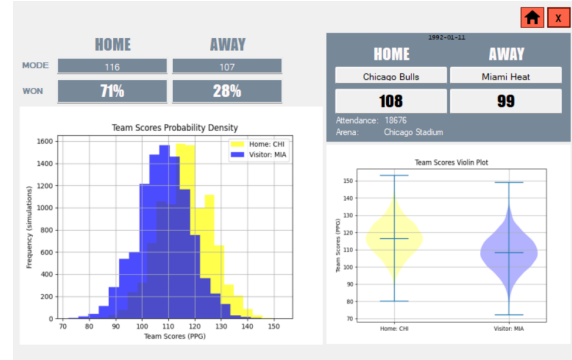 X
HOME AWAY
MODE 116 107
WON 71% 28%
1992-01-11
HOME AWAY
Chicago Bulls Miami Heat
108 99
Attendance: 18676
Arena: Chicago Stadium
Team Scores Probability Density
Home: CHI
Visitor: MIA
Frequency (simulations)
1600
1400
1200
1000
800
600
400
200
0
70 80 90 100 110 120 130 140 150
Team Scores (PPG)
Team Scores Violin Plot
Team Scores (PPG)
150
140
130
120
110
100
90
80
70
Home: CHI Visitor: MIA